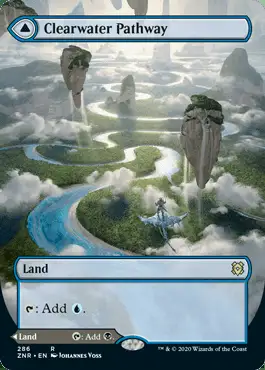 Clearwater Pathway
Land
: Add .
Land : Add
286 R
ZNR • EN Johannes Voss
™ & © 2020 Wizards of the Coast